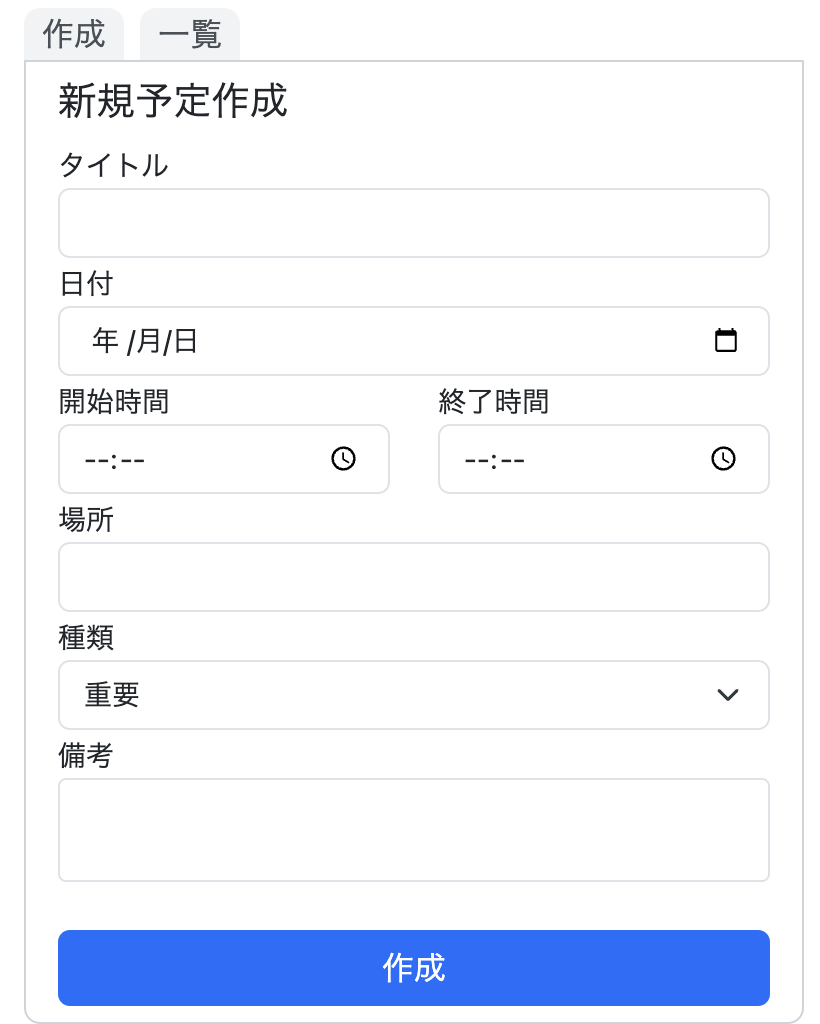 作成 一覧
新規予定作成
タイトル
日付
年 /月/日
開始時間 終了時間
--:-- --:--
場所
種類
重要
備考
作成